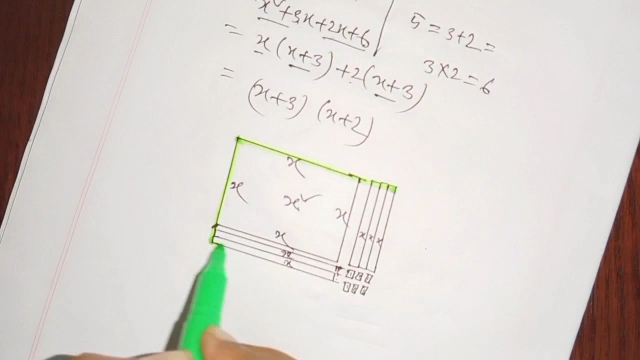 x²+3x+2x+6
5=3+2=
= x(x+3)+2(x+3)
3×2=6
= (x+3) (x+2)
x
x
x²
x
x x x
x
x
x